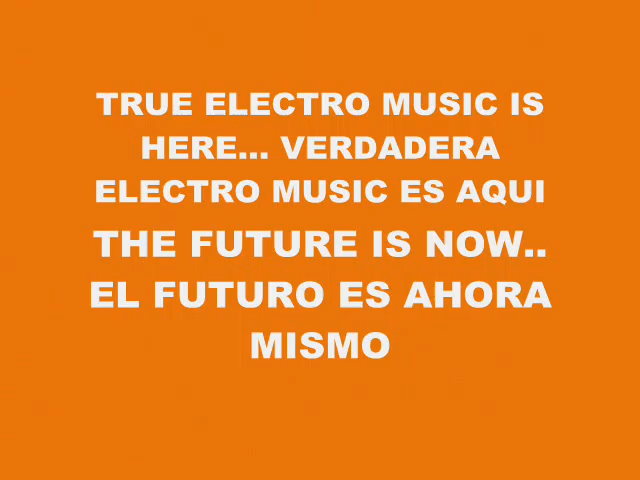 TRUE ELECTRO MUSIC IS
HERE... VERDADERA
ELECTRO MUSIC ES AQUI
THE FUTURE IS NOW..
EL FUTURO ES AHORA
MISMO